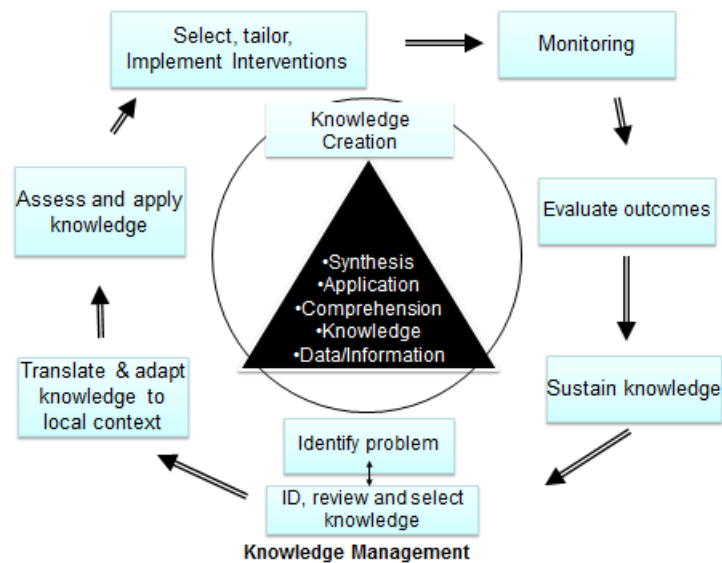 Select, tailor,
Implement Interventions
Monitoring
Knowledge
Creation
Assess and apply
knowledge
Evaluate outcomes
•Synthesis
•Application
•Comprehension
•Knowledge
•Data/Information
Translate & adapt
knowledge to
local context
Sustain knowledge
Identify problem
ID, review and select
knowledge
Knowledge Management